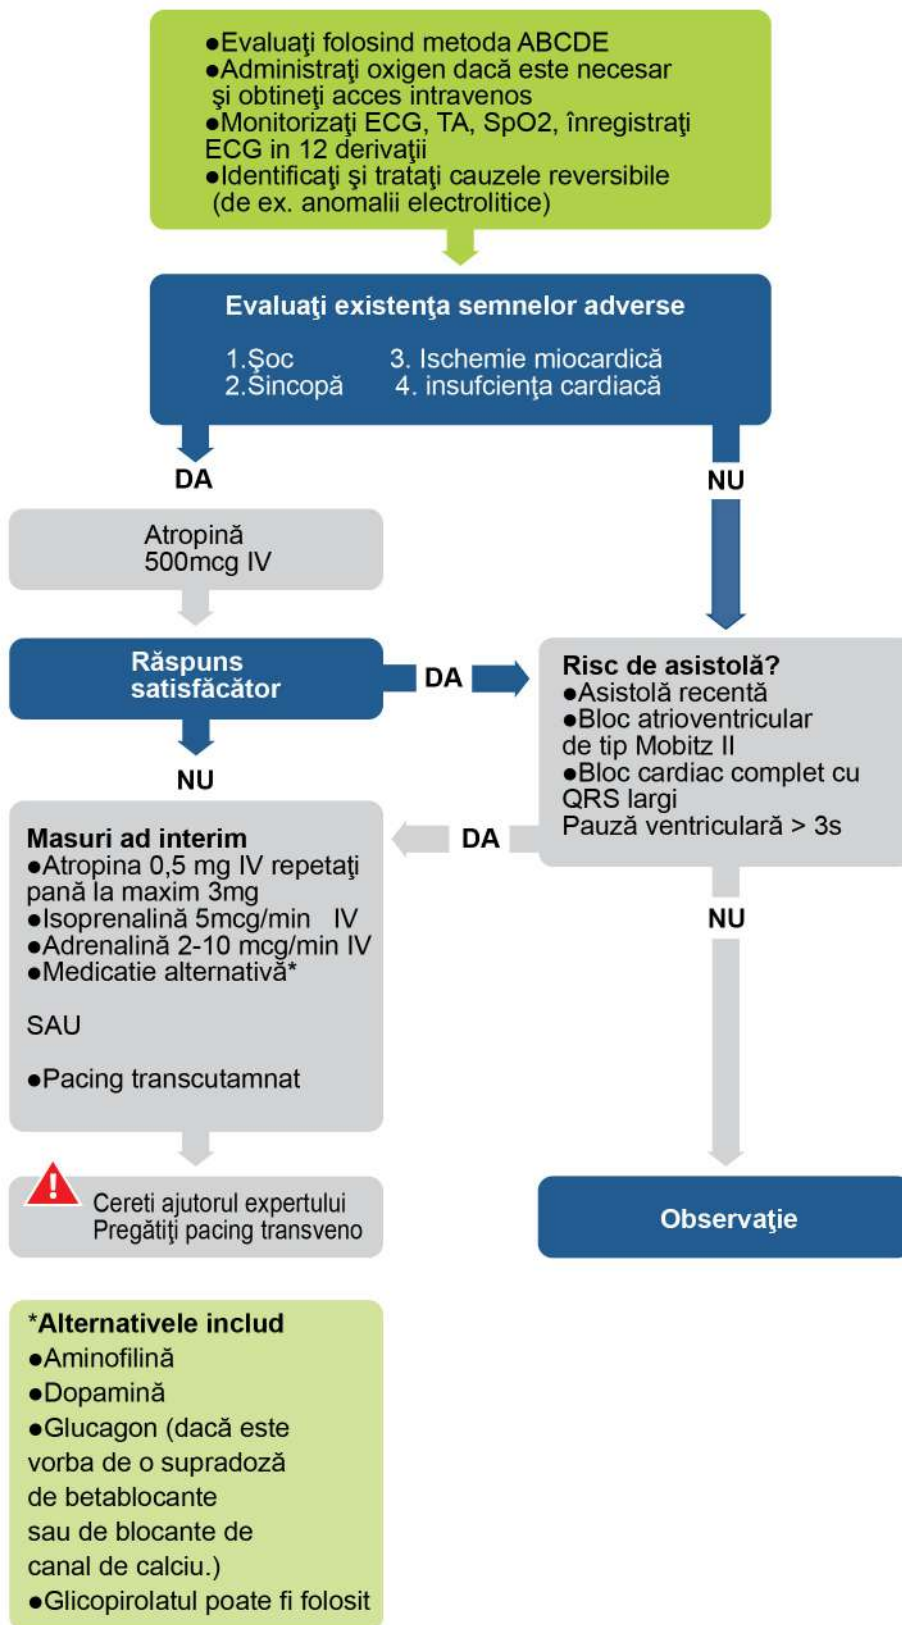 ●Evaluaţi folosind metoda ABCDE
●Administraţi oxigen dacă este necesar
şi obtineţi acces intravenos
●Monitorizaţi ECG, TA, SpO2, înregistraţi
ECG in 12 derivaţii
●Identificaţi şi trataţi cauzele reversibile
(de ex. anomalii electrolitice)
Evaluaţi existenţa semnelor adverse
1.Şoc 3. Ischemie miocardică
2.Sincopă 4. insufcienţa cardiacă
DA
NU
Atropină
500mcg IV
Răspuns
satisfăcător
DA
Risc de asistolă?
●Asistolă recentă
●Bloc atrioventricular
de tip Mobitz II
●Bloc cardiac complet cu
QRS largi
Pauză ventriculară > 3s
NU
DA
Masuri ad interim
●Atropina 0,5 mg IV repetaţi
pană la maxim 3mg
●Isoprenalină 5mcg/min IV
●Adrenalină 2-10 mcg/min IV
●Medicatie alternativă*
SAU
●Pacing transcutamnat
NU
!
Cereti ajutorul expertului
Pregătiţi pacing transveno
Observaţie
*Alternativele includ
●Aminofilină
●Dopamină
●Glucagon (dacă este
vorba de o supradoză
de betablocante
sau de blocante de
canal de calciu.)
●Glicopirolatul poate fi folosit